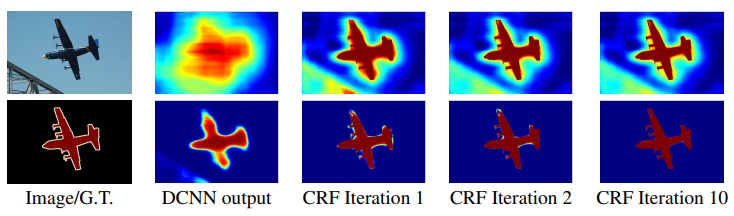 Image/G.T. DCNN output CRF Iteration 1 CRF Iteration 2 CRF Iteration 10